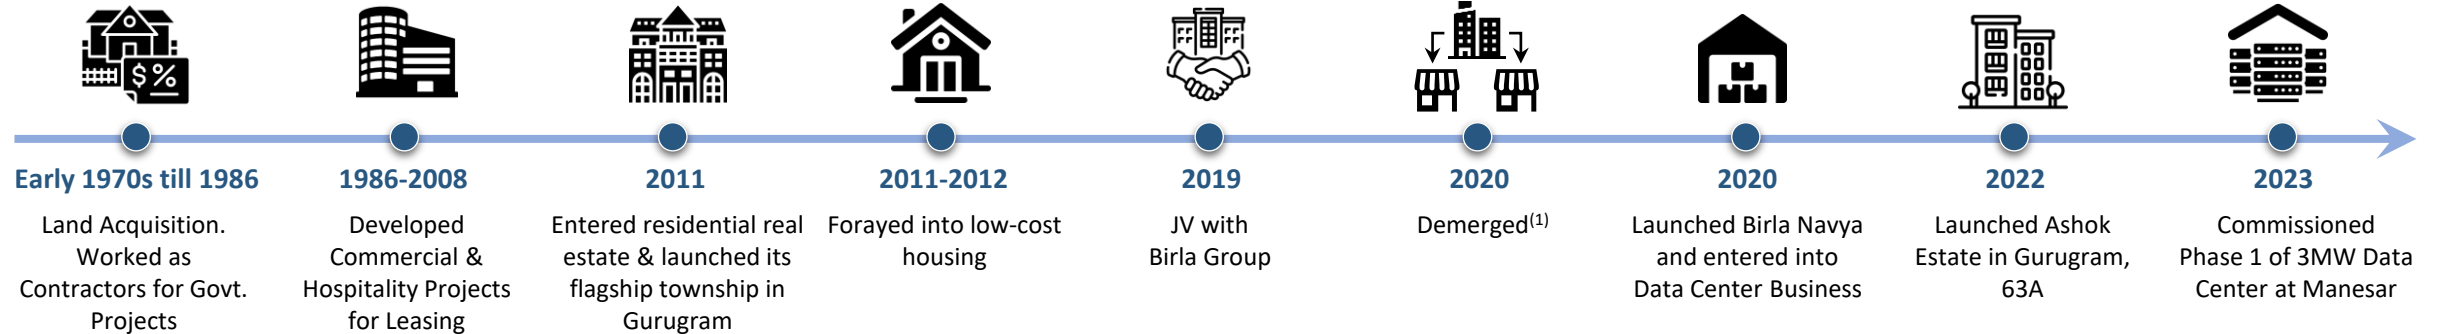 $ %
Early 1970s till 1986
Land Acquisition.
Worked as
Contractors for Govt.
Projects
1986-2008
Developed
Commercial &
Hospitality Projects
for Leasing
2011
Entered residential real
estate & launched its
flagship township in
Gurugram
2011-2012
Forayed into low-cost
housing
2019
JV with
Birla Group
2020
Demerged(1)
2020
Launched Birla Navya
and entered into
Data Center Business
2022
Launched Ashok
Estate in Gurugram,
63A
2023
Commissioned
Phase 1 of 3MW Data
Center at Manesar